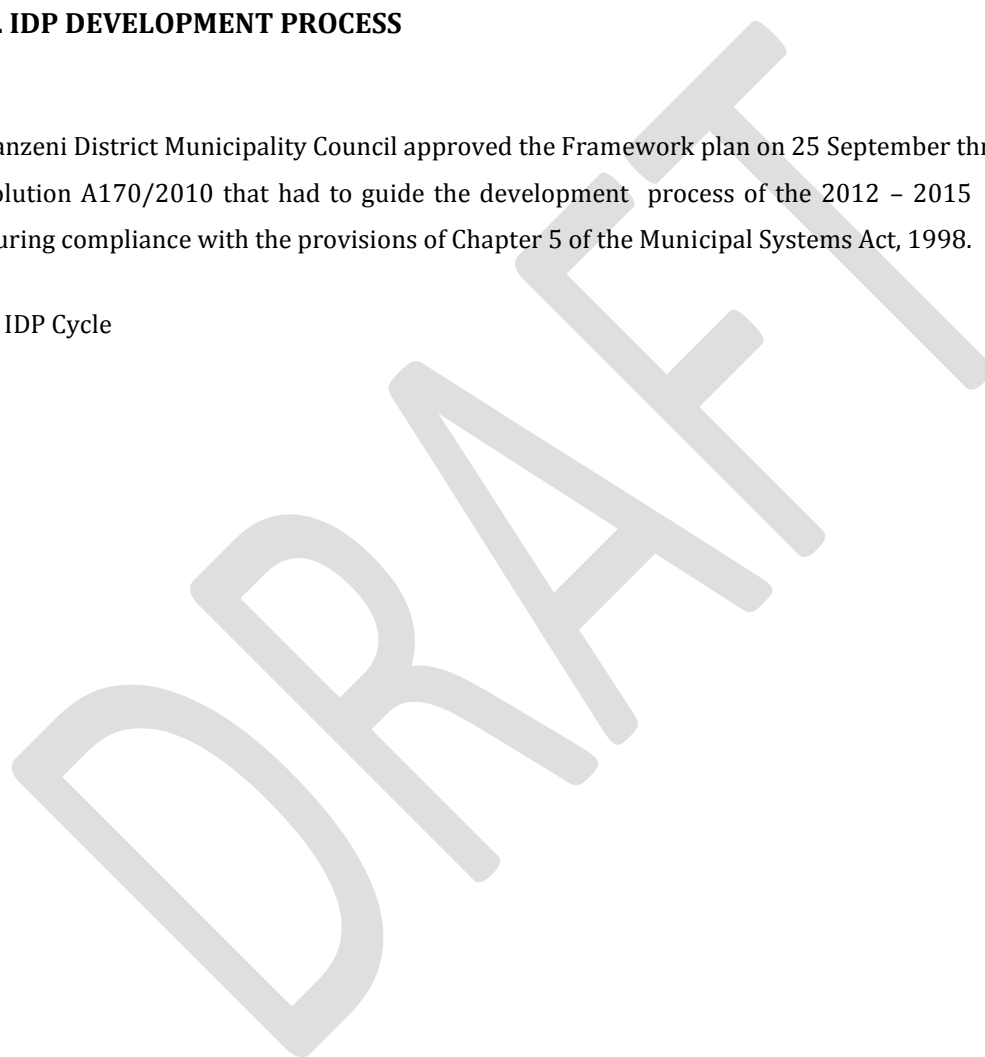 . IDP DEVELOPMENT PROCESS
anzeni District Municipality Council approved the Framework plan on 25 September thr
olution A170/2010 that had to guide the development process of the 2012 – 2015
uring compliance with the provisions of Chapter 5 of the Municipal Systems Act, 1998.
IDP Cycle
DRAFT